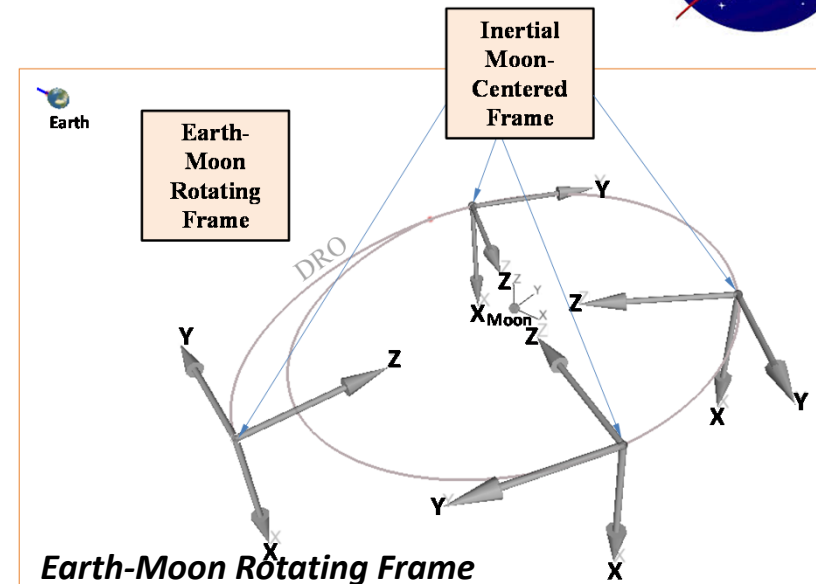 Inertial
Moon-
Centered
Frame
Earth
Earth-
Moon
Rotating
Frame
DRO
Y
Z
X
Moon
Z
Y
X
Z
X
Y
Z
Y
X
Y
Z
X
Z
Y
X
Earth-Moon Rotating Frame